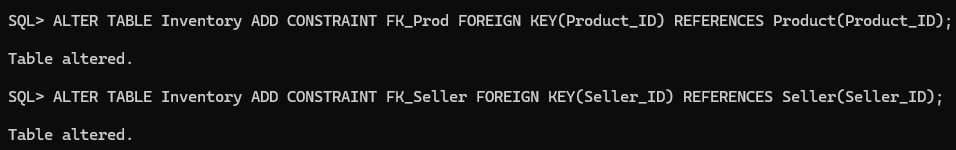 SQL> ALTER TABLE Inventory ADD CONSTRAINT FK_Prod FOREIGN KEY(Product_ID) REFERENCES Product(Product_ID);
Table altered.
SQL> ALTER TABLE Inventory ADD CONSTRAINT FK_Seller FOREIGN KEY(Seller_ID) REFERENCES Seller(Seller_ID);
Table altered.